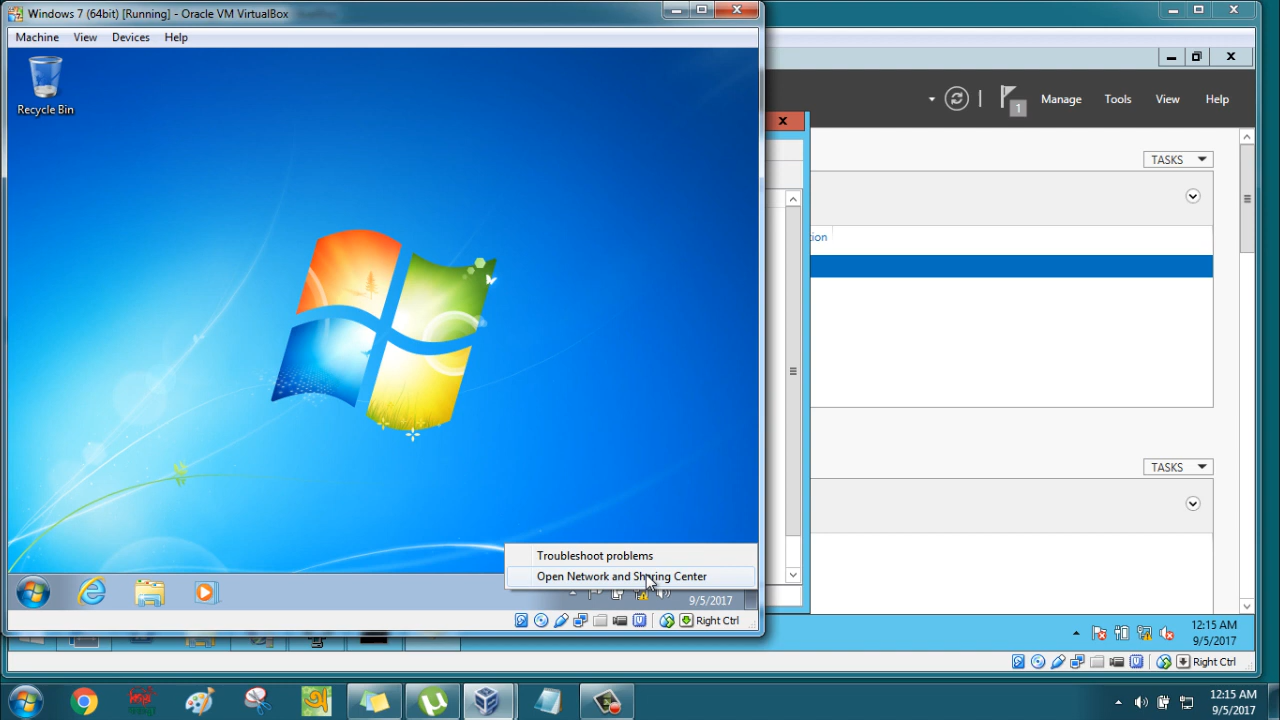 Windows 7 (64bit) [Running] - Oracle VM VirtualBox
Machine View Devices Help
Recycle Bin
1
Manage Tools View Help
TASKS
tion
TASKS
Troubleshoot problems
Open Network and Sharing Center
9/5/2017
Right Ctrl
12:15 AM
9/5/2017
Right Ctrl
12:15 AM
9/5/2017